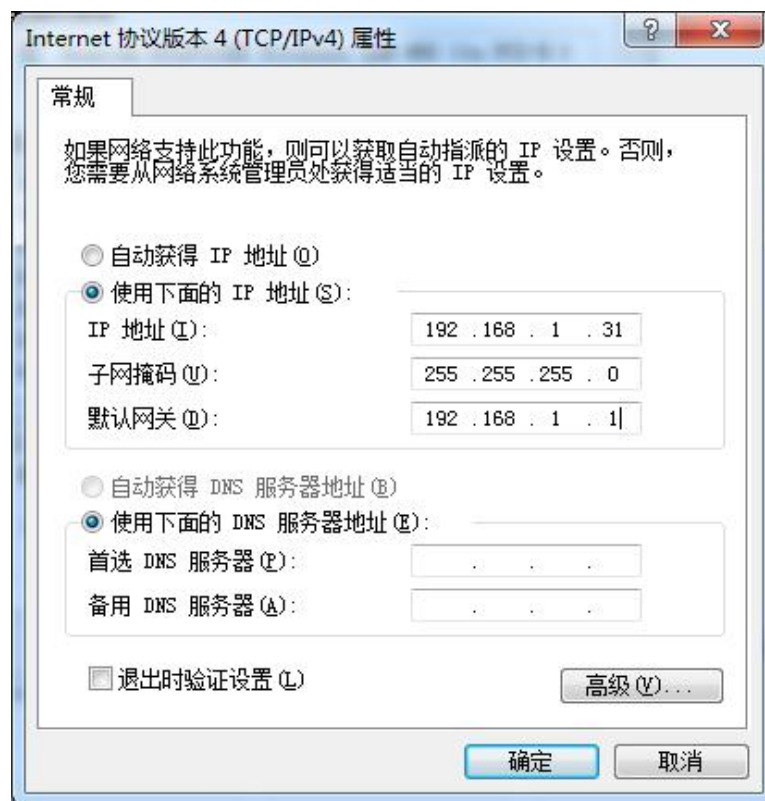 Internet 协议版本 4 (TCP/IPv4) 属性
常规
如果网络支持此功能，则可以获取自动指派的 IP 设置。否则，
您需要从网络系统管理员处获得适当的 IP 设置。
自动获得 IP 地址(O)
使用下面的 IP 地址(S):
IP 地址(I): 192 .168 . 1 . 31
子网掩码(U): 255 .255 .255 . 0
默认网关(D): 192 .168 . 1 . 1
自动获得 DNS 服务器地址(B)
使用下面的 DNS 服务器地址(E):
首选 DNS 服务器(P): . . .
备用 DNS 服务器(A): . . .
退出时验证设置(L)
高级(V)...
确定 取消